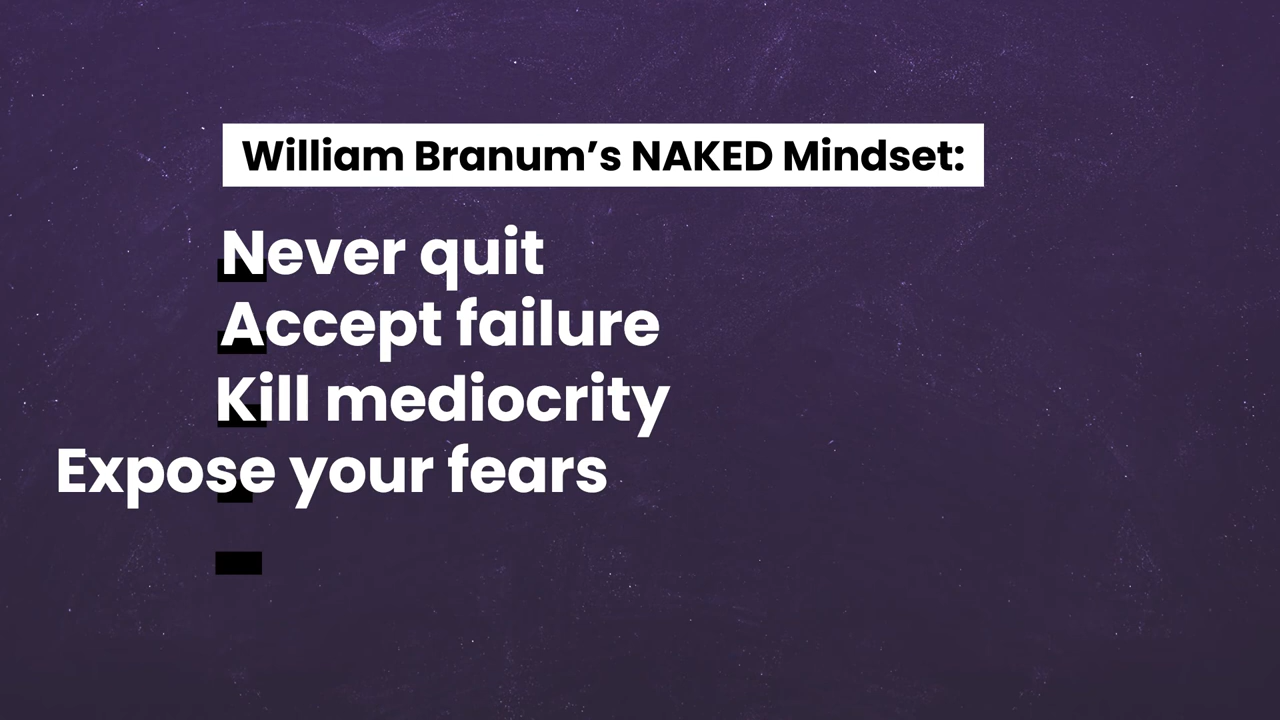 William Branum’s NAKED Mindset:
Never quit
Accept failure
Kill mediocrity
Expose your fears